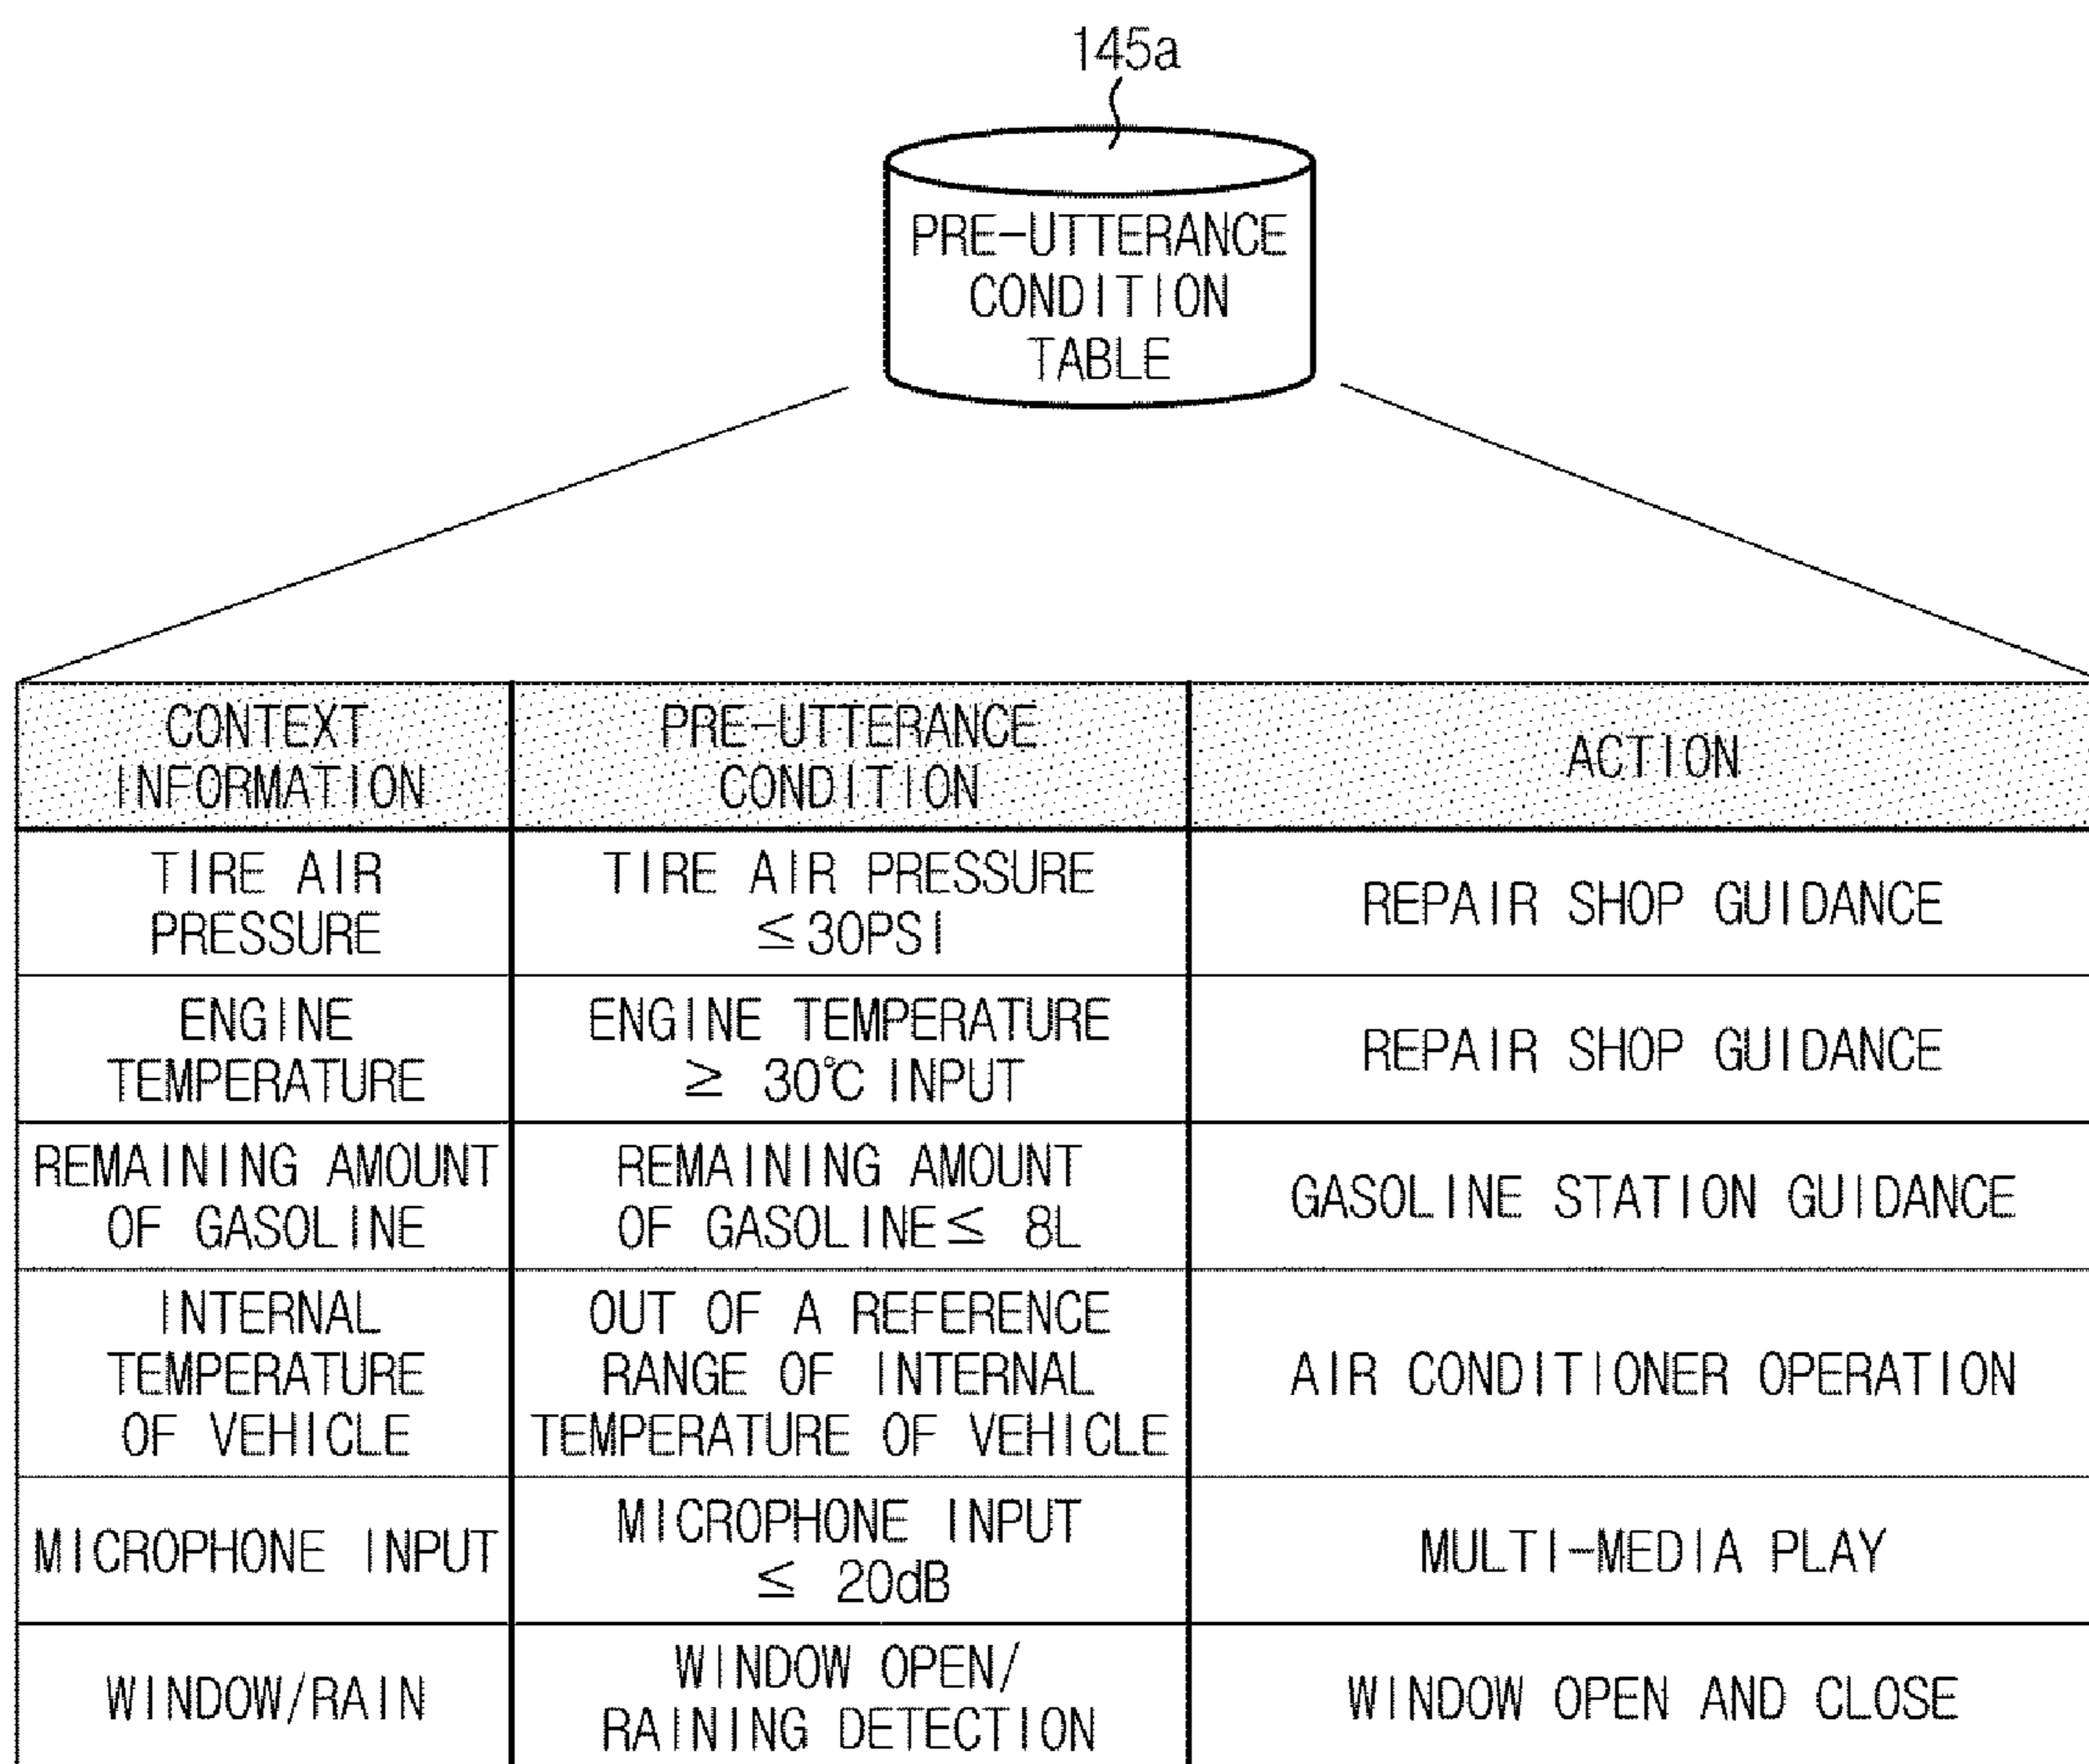 145a
PRE-UTTERANCE
CONDITION
TABLE
CONTEXT
INFORMATION
PRE-UTTERANCE
CONDITION
ACTION
TIRE AIR
PRESSURE
TIRE AIR PRESSURE
≤30PSI
REPAIR SHOP GUIDANCE
ENGINE
TEMPERATURE
ENGINE TEMPERATURE
≥ 30℃ INPUT
REPAIR SHOP GUIDANCE
REMAINING AMOUNT
OF GASOLINE
REMAINING AMOUNT
OF GASOLINE≤ 8L
GASOLINE STATION GUIDANCE
INTERNAL
TEMPERATURE
OF VEHICLE
OUT OF A REFERENCE
RANGE OF INTERNAL
TEMPERATURE OF VEHICLE
AIR CONDITIONER OPERATION
MICROPHONE INPUT
MICROPHONE INPUT
≤ 20dB
MULTI-MEDIA PLAY
WINDOW/RAIN
WINDOW OPEN/
RAINING DETECTION
WINDOW OPEN AND CLOSE